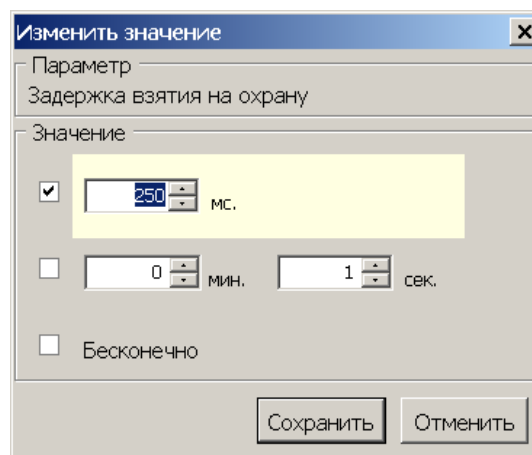 Изменить значение
Параметр
Задержка взятия на охрану
Значение
250 мс.
0 мин. 1 сек.
Бесконечно
Сохранить Отменить